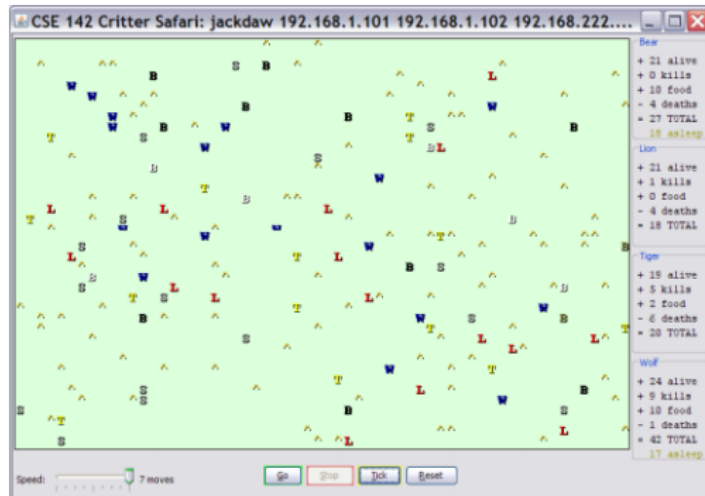 CSE 142 Critter Safari: jackdaw 192.168.1.101 192.168.1.102 192.168.222....
Bear
+ 21 alive
+ 0 kills
+ 10 food
- 4 deaths
= 27 TOTAL
18 asleep
Lion
+ 21 alive
+ 1 kills
+ 0 food
- 4 deaths
= 18 TOTAL
Tiger
+ 19 alive
+ 5 kills
+ 2 food
- 6 deaths
= 20 TOTAL
Wolf
+ 24 alive
+ 9 kills
+ 10 food
- 1 deaths
= 42 TOTAL
17 asleep
Speed: 7 moves Go Stop Tick Reset